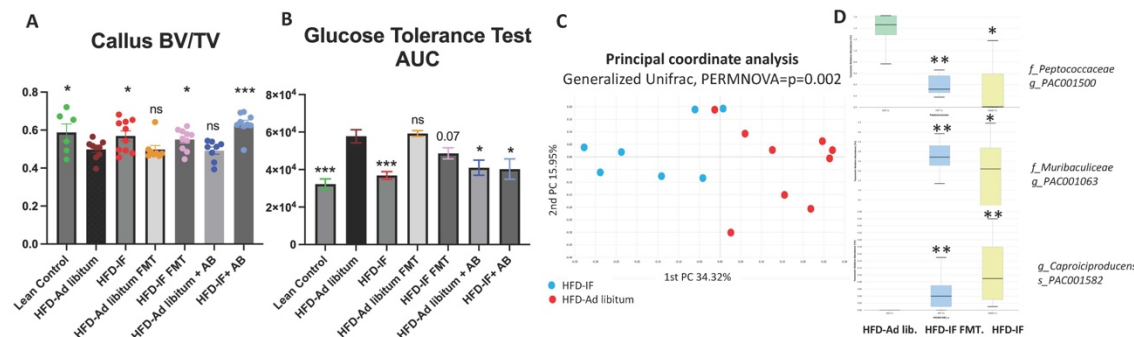 A
Callus BV/TV
0.8
0.6
0.4
0.2
0.0
*
*
ns
*
ns
***
Lean Control
HFD-Ad libitum
HFD-IF
HFD-Ad libitum FMT
HFD-IF FMT
HFD-Ad libitum + AB
HFD-IF+ AB
B
Glucose Tolerance Test
AUC
8×10⁴
6×10⁴
4×10⁴
2×10⁴
0
***
***
ns
0.07
*
*
Lean Control
HFD-Ad libitum
HFD-IF
HFD-Ad libitum FMT
HFD-IF FMT
HFD-Ad libitum + AB
HFD-IF+ AB
C
Principal coordinate analysis
Generalized Unifrac, PERMNOVA=p=0.002
2nd PC 15.95%
1st PC 34.32%
HFD-IF
HFD-Ad libitum
D
**
*
f_Peptococcaceae
g_PAC001500
**
*
f_Muribaculiceae
g_PAC001063
**
**
g_Caproiciproducens
s_PAC001582
HFD-Ad lib. HFD-IF FMT. HFD-IF